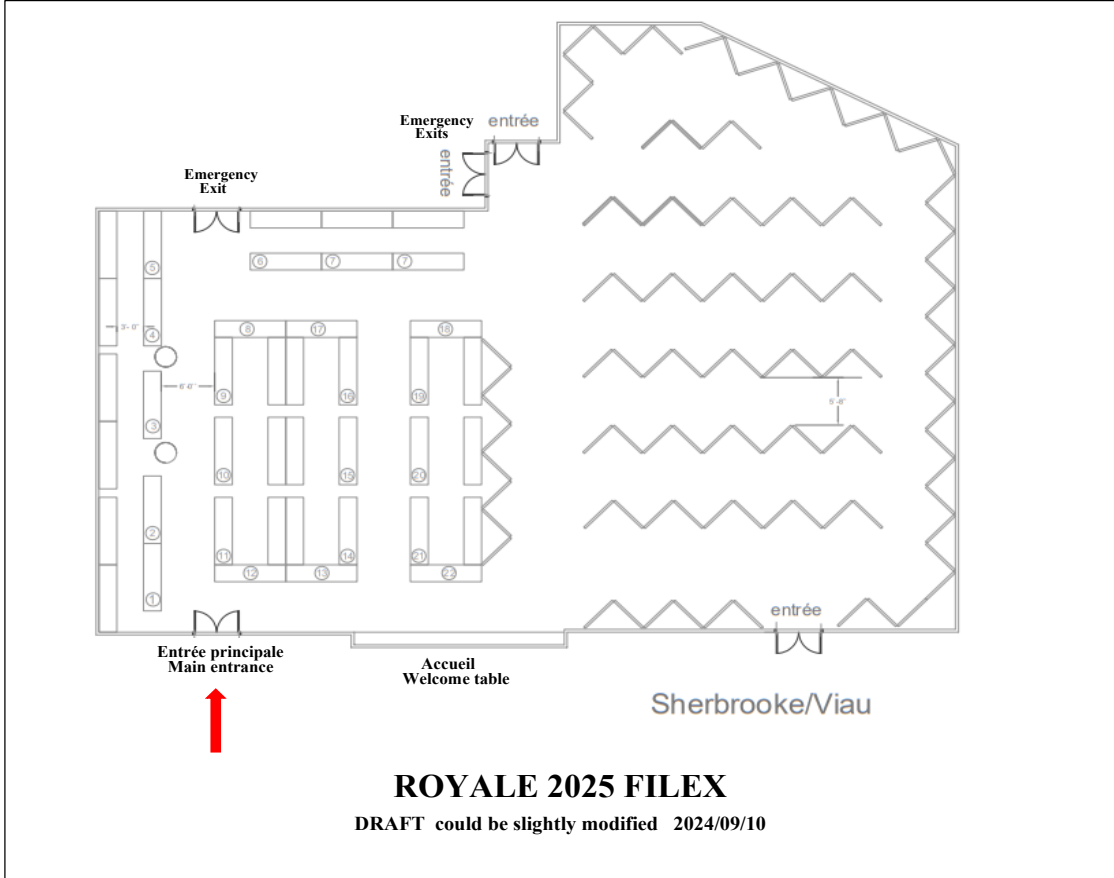 Emergency
Exits
entrée
entrée
Emergency
Exit
5
6
7
7
3'- 0"
4
8
17
18
6'-0"
9
16
19
5'-8"
3
10
15
20
2
11
14
21
12
13
22
1
entrée
Entrée principale
Main entrance
Accueil
Welcome table
Sherbrooke/Viau
ROYALE 2025 FILEX
DRAFT could be slightly modified 2024/09/10